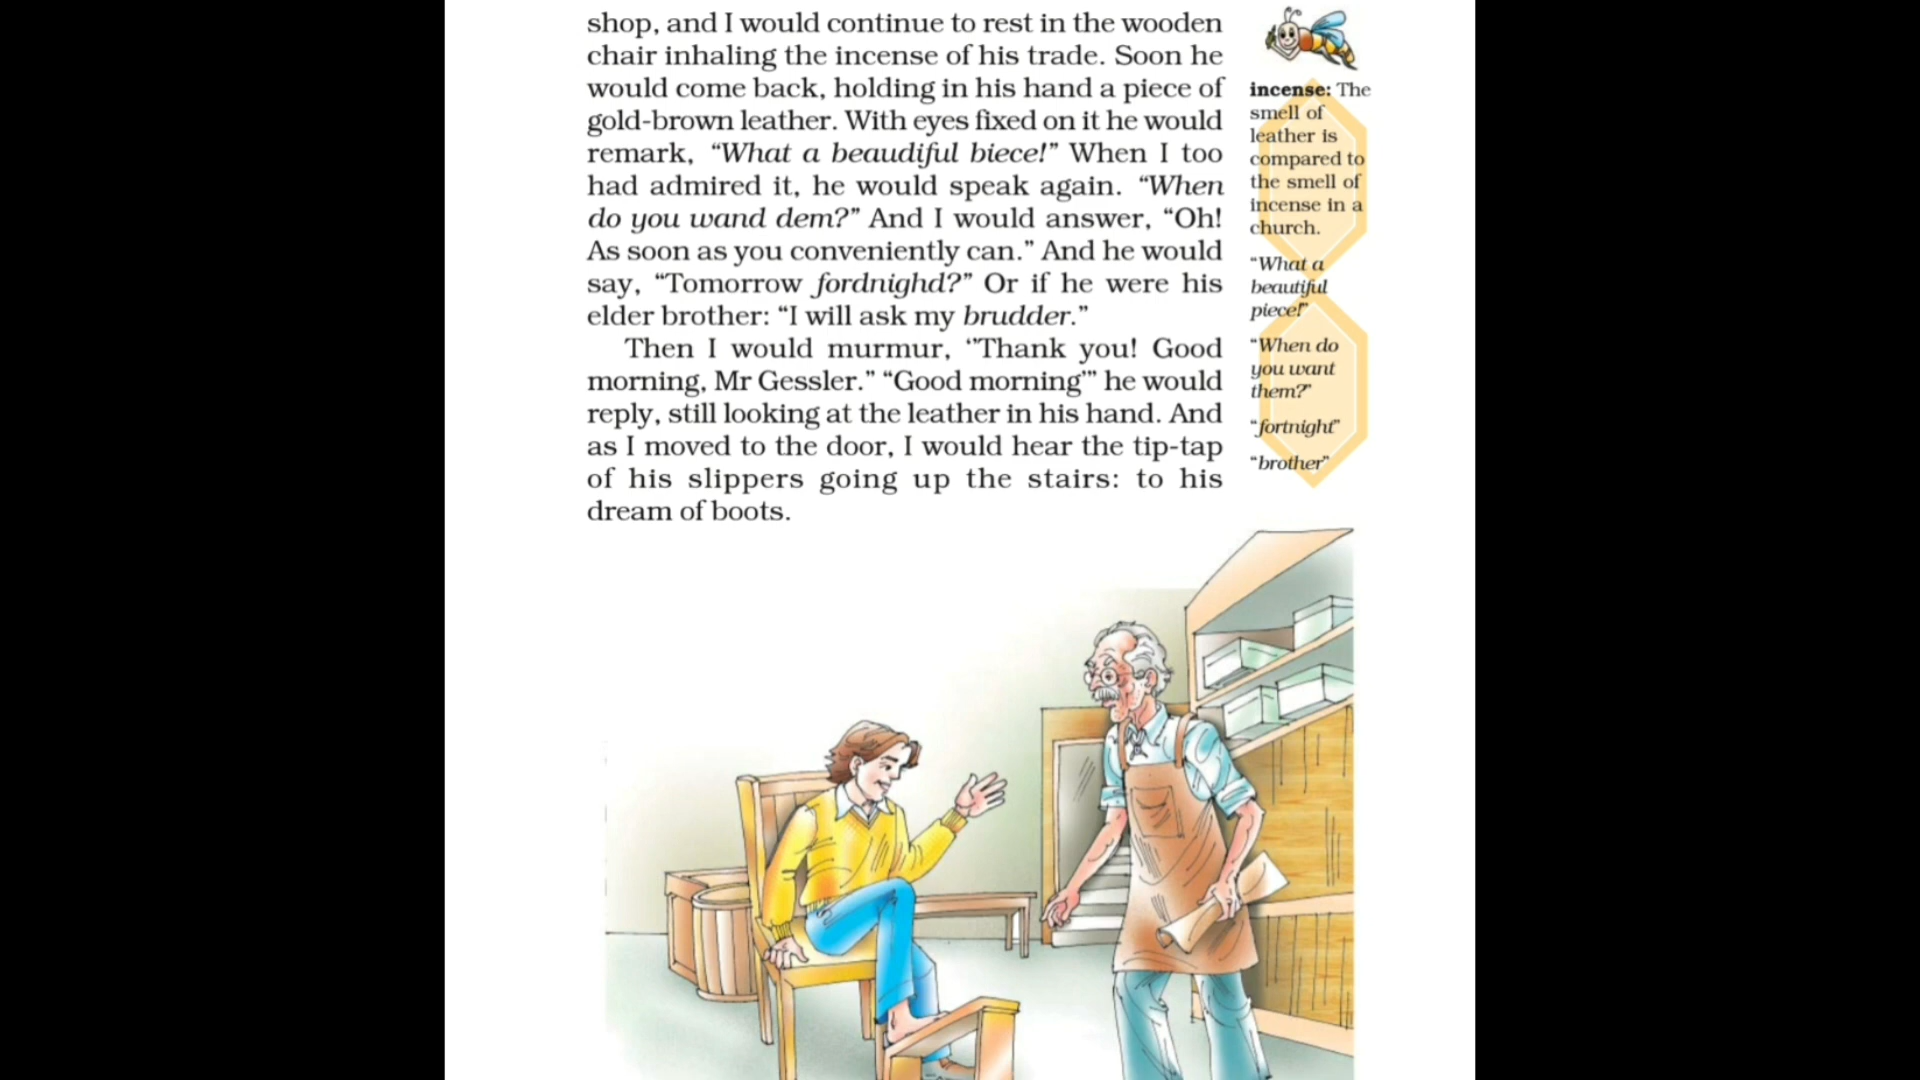 shop, and I would continue to rest in the wooden
chair inhaling the incense of his trade. Soon he
would come back, holding in his hand a piece of
gold-brown leather. With eyes fixed on it he would
remark, “What a beaudiful biece!” When I too
had admired it, he would speak again. “When
do you wand dem?” And I would answer, “Oh!
As soon as you conveniently can.” And he would
say, “Tomorrow fordnighd?” Or if he were his
elder brother: “I will ask my brudder.”
Then I would murmur, ‘’Thank you! Good
morning, Mr Gessler.” “Good morning’” he would
reply, still looking at the leather in his hand. And
as I moved to the door, I would hear the tip-tap
of his slippers going up the stairs: to his
dream of boots.
incense: The
smell of
leather is
compared to
the smell of
incense in a
church.
“What a
beautiful
piece!”
“When do
you want
them?”
“fortnight”
“brother”